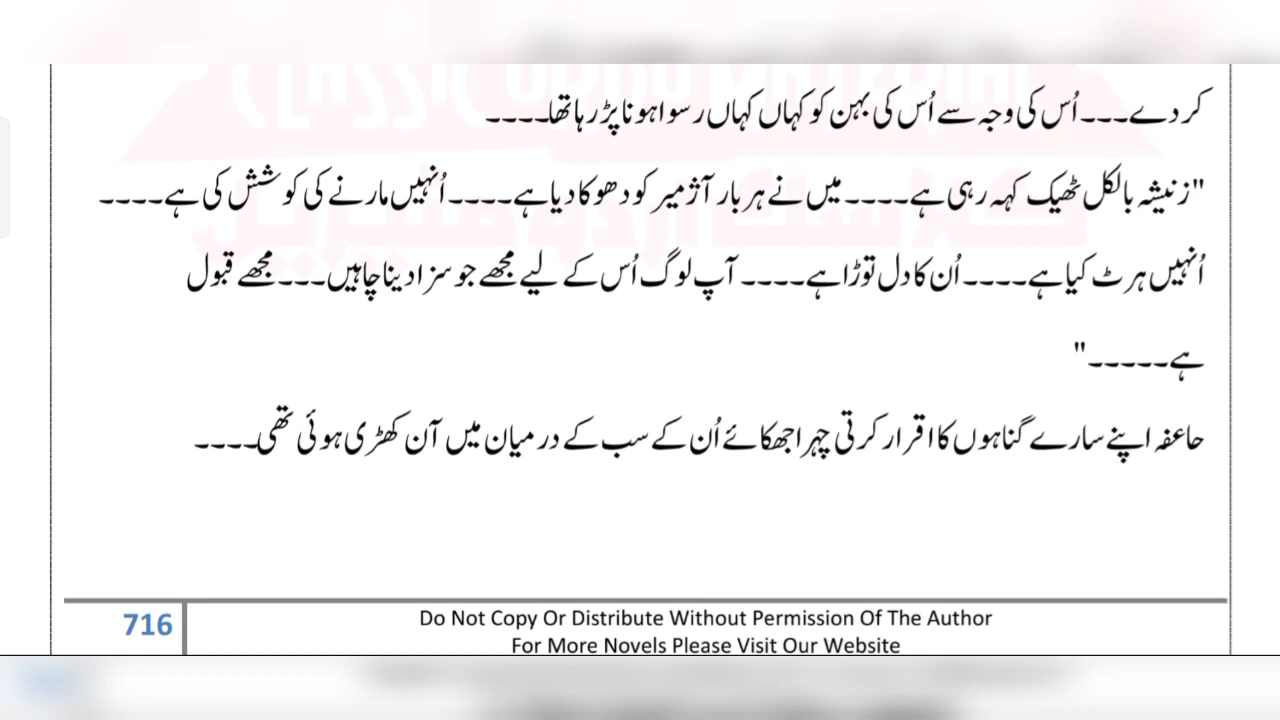 کر دے۔۔۔اُس کی وجہ سے اُس کی بہن کو کہاں کہاں رسوا ہونا پڑ رہا تھا۔۔۔۔
"زنیشہ بالکل ٹھیک کہہ رہی ہے۔۔۔۔ میں نے ہر بار آژمیر کو دھوکا دیا ہے۔۔۔۔اُنہیں مارنے کی کوشش کی ہے۔۔۔۔
اُنہیں ہرٹ کیا ہے۔۔۔۔اُن کا دل توڑا ہے۔۔۔۔ آپ لوگ اُس کے لیے مجھے جو سزا دینا چاہیں۔۔۔مجھے قبول
ہے۔۔۔۔۔"
حاعفہ اپنے سارے گناہوں کا اقرار کرتی چہرا جھکائے اُن کے سب کے درمیان میں آن کھڑی ہوئی تھی۔۔۔۔
716
Do Not Copy Or Distribute Without Permission Of The Author
For More Novels Please Visit Our Website